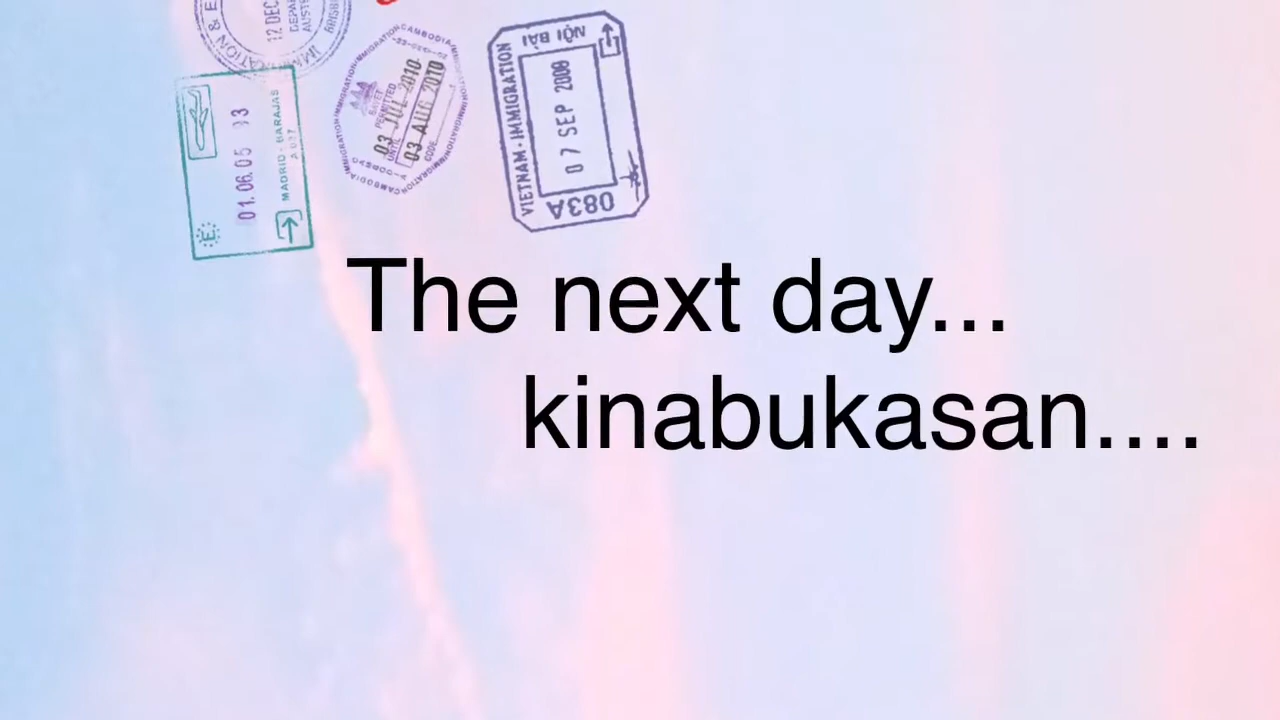 12 DEC
03 JUL 2010
03 AUG 2010
VIETNAM-IMMIGRATION
NỘI BÀI
07 SEP 2008
083A
01.06.05
MADRID - BARAJAS
The next day...
kinabukasan....